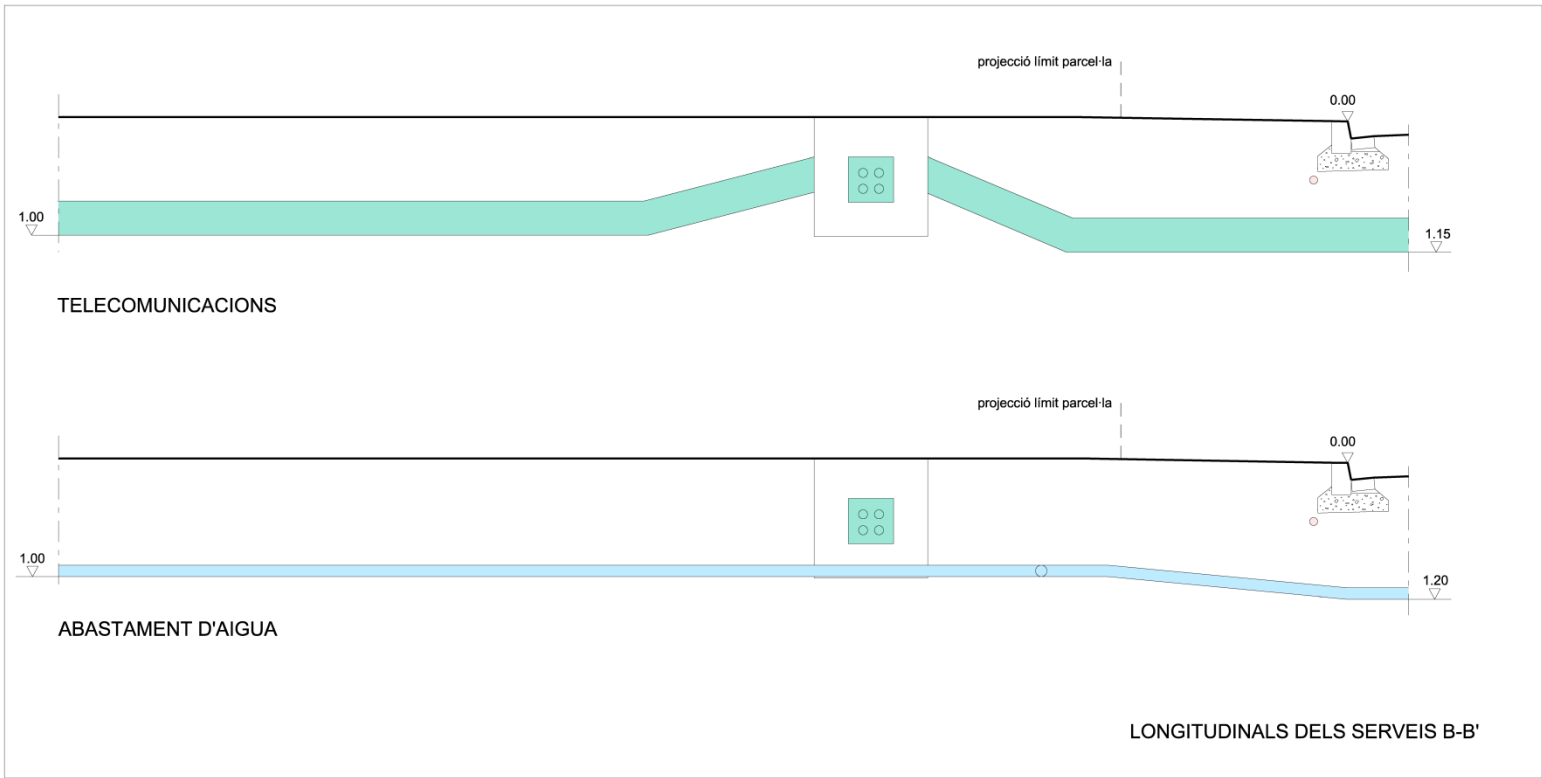 projecció límit parcel·la
0.00
1.00
1.15
TELECOMUNICACIONS
projecció límit parcel·la
0.00
1.00
1.20
ABASTAMENT D'AIGUA
LONGITUDINALS DELS SERVEIS B-B'